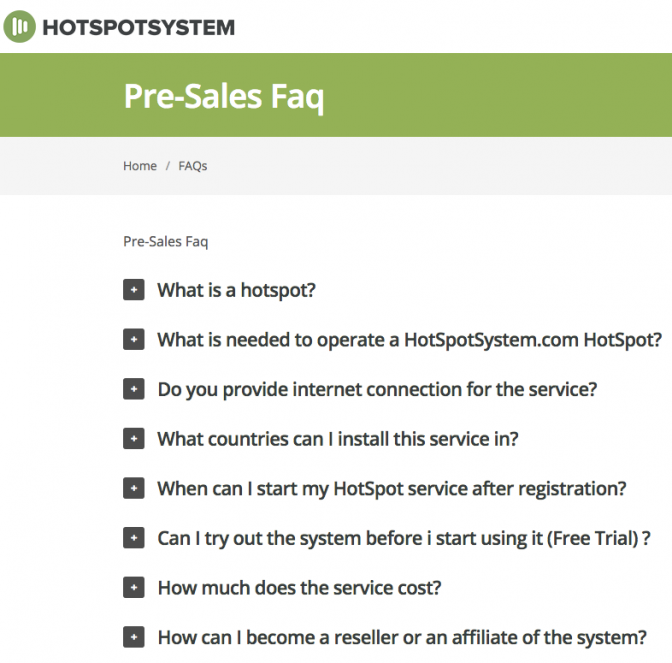 HOTSPOTSYSTEM
Pre-Sales Faq
Home / FAQs
Pre-Sales Faq
+ What is a hotspot?
+ What is needed to operate a HotSpotSystem.com HotSpot?
+ Do you provide internet connection for the service?
+ What countries can I install this service in?
+ When can I start my HotSpot service after registration?
+ Can I try out the system before i start using it (Free Trial) ?
+ How much does the service cost?
+ How can I become a reseller or an affiliate of the system?